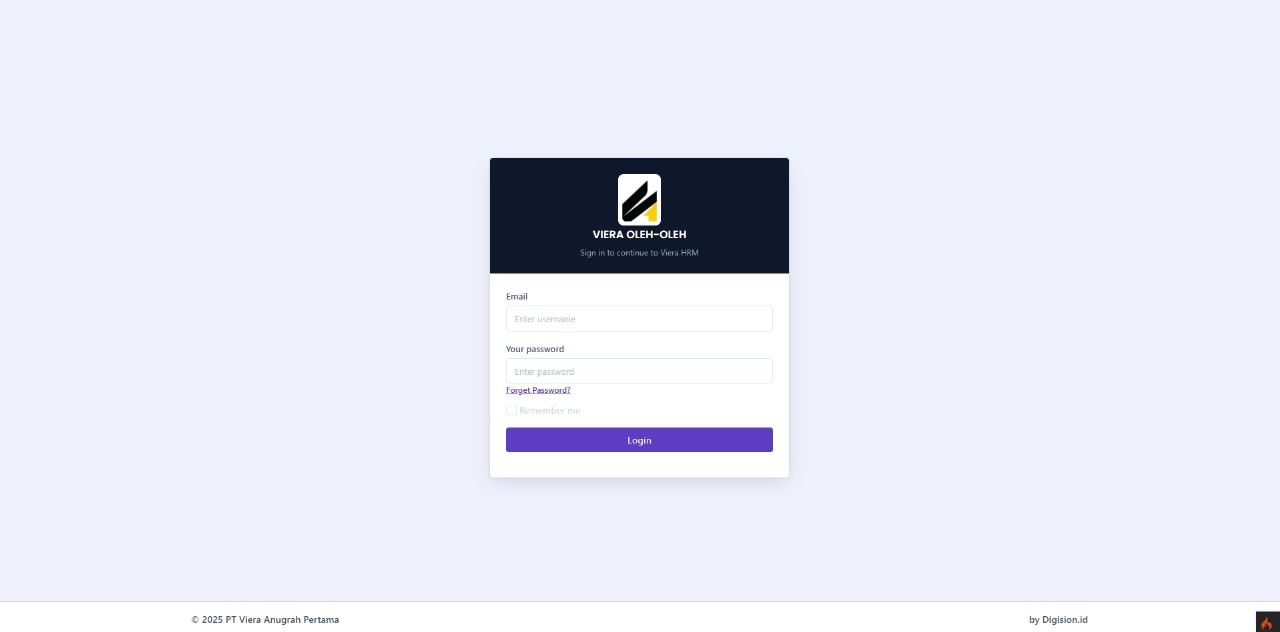 VIERA OLEH-OLEH
Sign in to continue to Viera HRM
Email
Enter username
Your password
Enter password
Forget Password?
Remember me
Login
© 2025 PT Viera Anugrah Pertama
by Digision.id